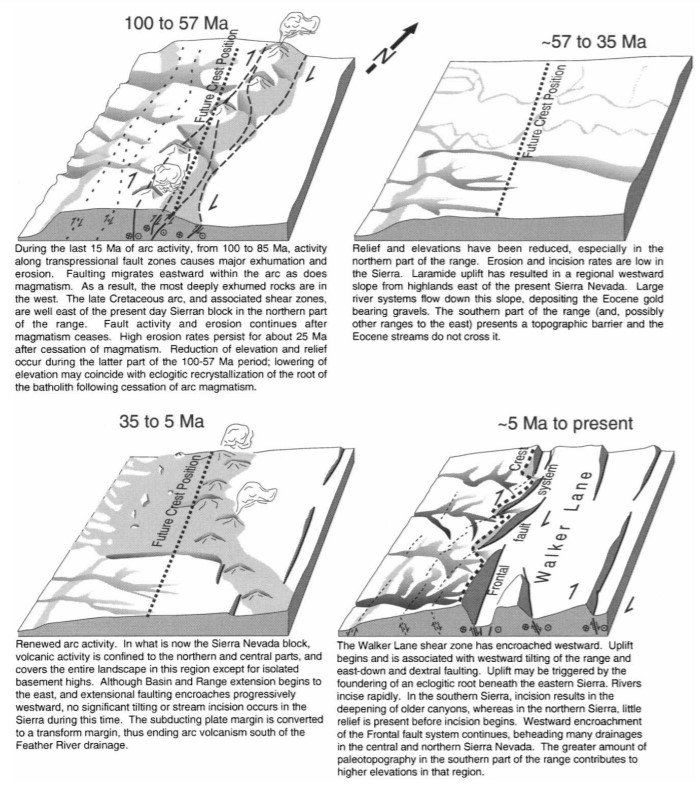 100 to 57 Ma
Future Crest Position
N
~57 to 35 Ma
Future Crest Position
During the last 15 Ma of arc activity, from 100 to 85 Ma, activity
along transpressional fault zones causes major exhumation and
erosion. Faulting migrates eastward within the arc as does
magmatism. As a result, the most deeply exhumed rocks are in
the west. The late Cretaceous arc, and associated shear zones,
are well east of the present day Sierran block in the northern part
of the range. Fault activity and erosion continues after
magmatism ceases. High erosion rates persist for about 25 Ma
after cessation of magmatism. Reduction of elevation and relief
occur during the latter part of the 100-57 Ma period; lowering of
elevation may coincide with eclogitic recrystallization of the root of
the batholith following cessation of arc magmatism.
Relief and elevations have been reduced, especially in the
northern part of the range. Erosion and incision rates are low in
the Sierra. Laramide uplift has resulted in a regional westward
slope from highlands east of the present Sierra Nevada. Large
river systems flow down this slope, depositing the Eocene gold
bearing gravels. The southern part of the range (and, possibly
other ranges to the east) presents a topographic barrier and the
Eocene streams do not cross it.
35 to 5 Ma
Future Crest Position
~5 Ma to present
Crest
Frontal
fault
system
Walker Lane
Renewed arc activity. In what is now the Sierra Nevada block,
volcanic activity is confined to the northern and central parts, and
covers the entire landscape in this region except for isolated
basement highs. Although Basin and Range extension begins to
the east, and extensional faulting encroaches progressively
westward, no significant tilting or stream incision occurs in the
Sierra during this time. The subducting plate margin is converted
to a transform margin, thus ending arc volcanism south of the
Feather River drainage.
The Walker Lane shear zone has encroached westward. Uplift
begins and is associated with westward tilting of the range and
east-down and dextral faulting. Uplift may be triggered by the
foundering of an eclogitic root beneath the eastern Sierra. Rivers
incise rapidly. In the southern Sierra, incision results in the
deepening of older canyons, whereas in the northern Sierra, little
relief is present before incision begins. Westward encroachment
of the Frontal fault system continues, beheading many drainages
in the central and northern Sierra Nevada. The greater amount of
paleotopography in the southern part of the range contributes to
higher elevations in that region.